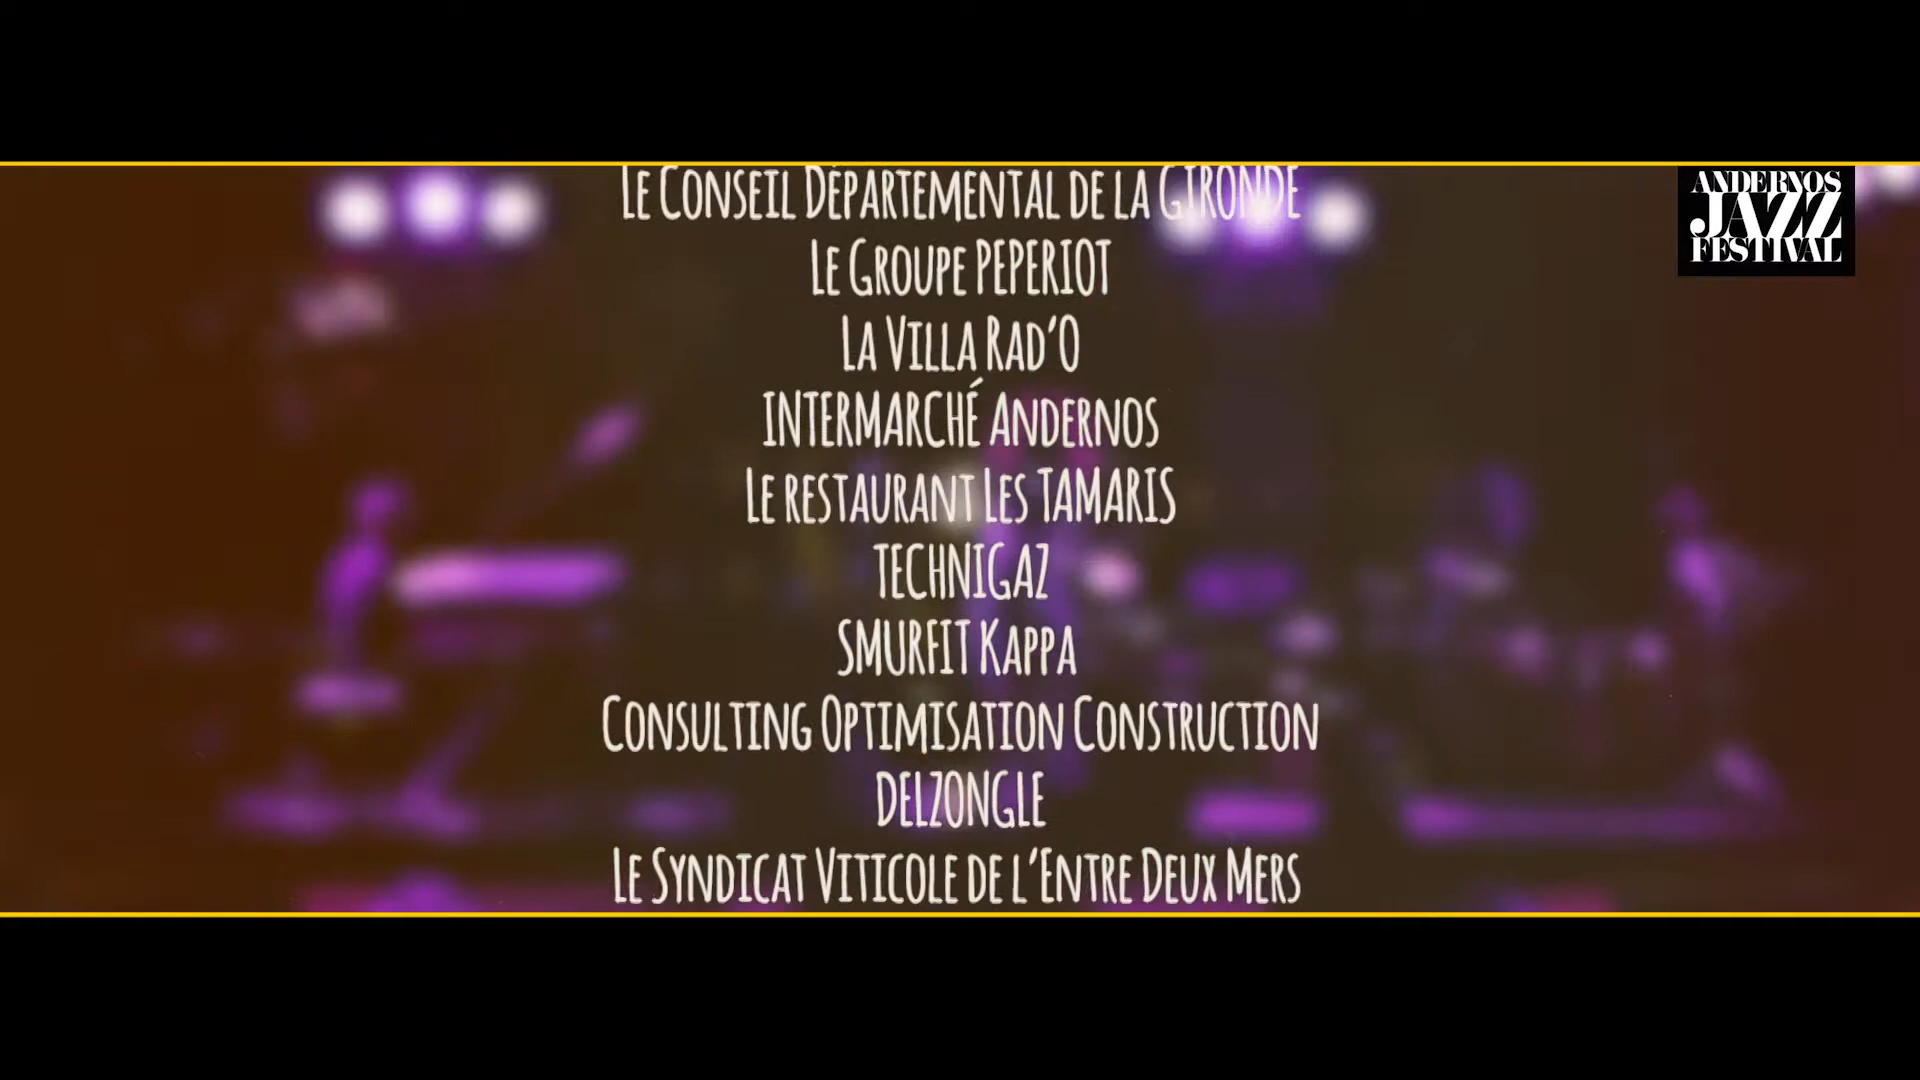 Le Conseil Départemental de la GIRONDE
Le Groupe PEPERIOT
La Villa Rad'O
INTERMARCHÉ Andernos
Le restaurant Les TAMARIS
TECHNIGAZ
SMURFIT Kappa
Consulting Optimisation Construction
DELZONGLE
Le Syndicat Viticole de l'Entre Deux Mers
ANDERNOS
JAZZ
FESTIVAL